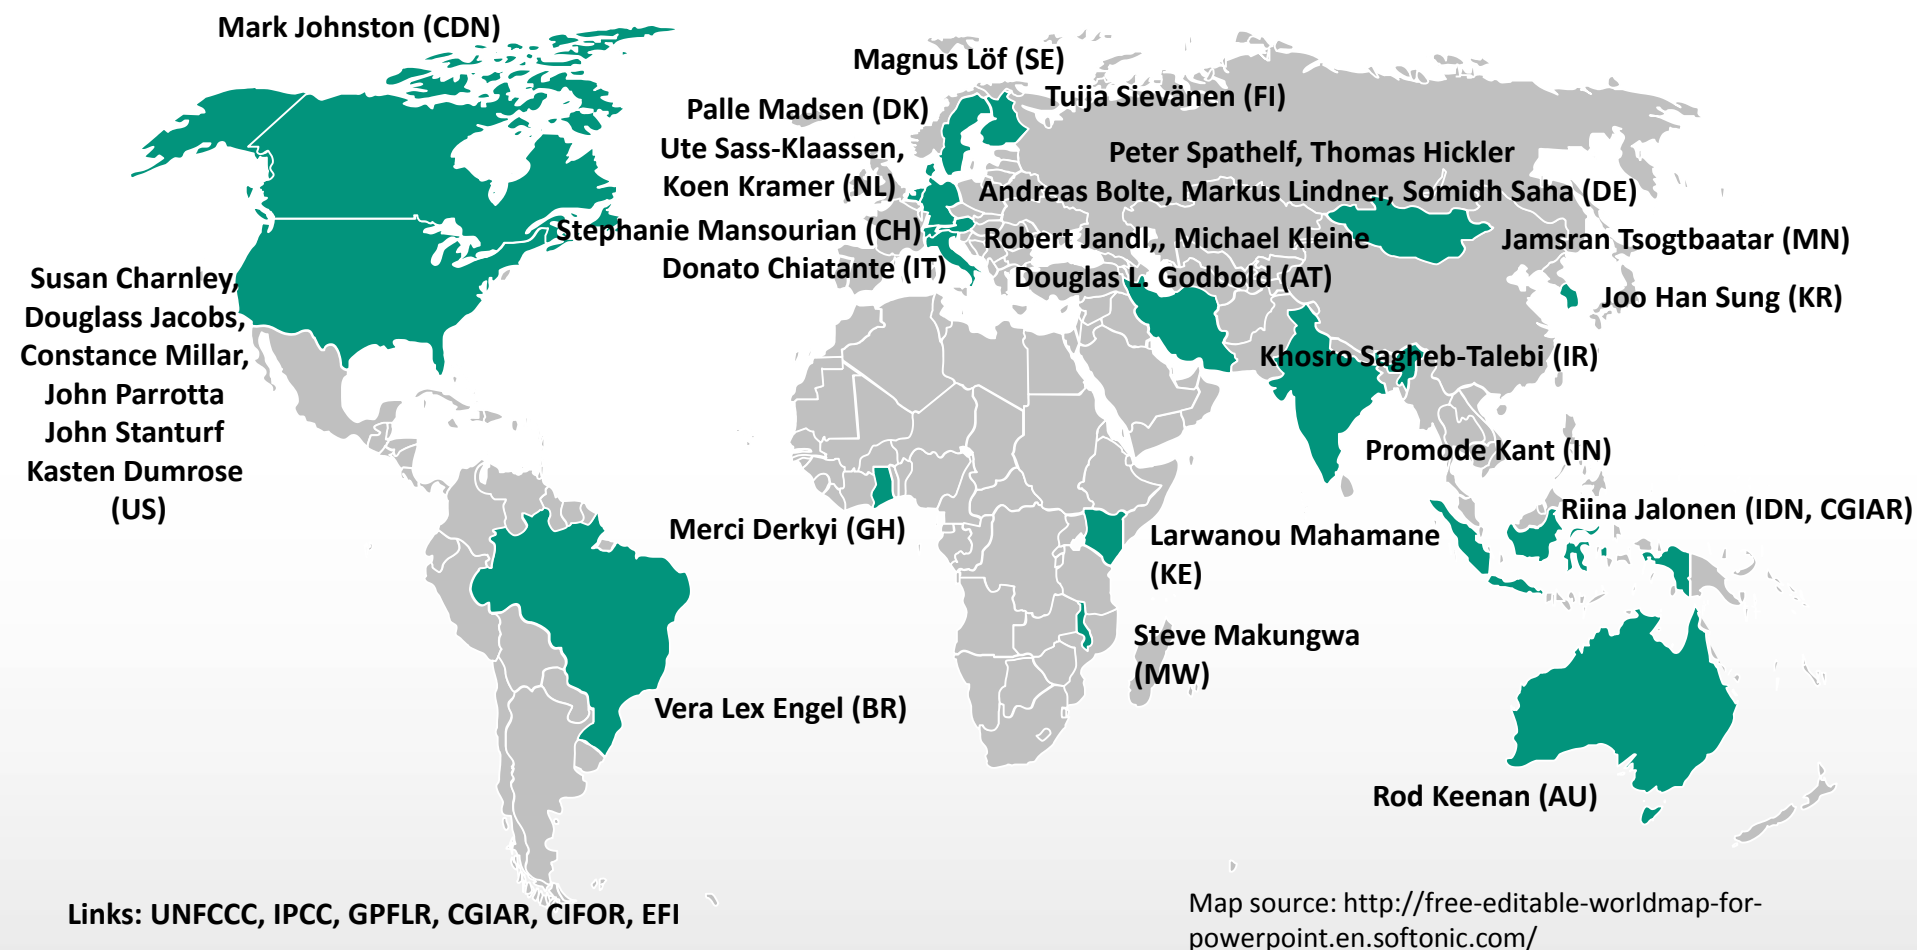 Mark Johnston (CDN)
Magnus Löf (SE)
Tuija Sievänen (FI)
Palle Madsen (DK)
Ute Sass-Klaassen,
Koen Kramer (NL)
Peter Spathelf, Thomas Hickler
Andreas Bolte, Markus Lindner, Somidh Saha (DE)
Stephanie Mansourian (CH)
Donato Chiatante (IT)
Robert Jandl,, Michael Kleine
Douglas L. Godbold (AT)
Jamsran Tsogtbaatar (MN)
Joo Han Sung (KR)
Susan Charnley,
Douglass Jacobs,
Constance Millar,
John Parrotta
John Stanturf
Kasten Dumrose
(US)
Khosro Sagheb-Talebi (IR)
Promode Kant (IN)
Riina Jalonen (IDN, CGIAR)
Merci Derkyi (GH)
Larwanou Mahamane
(KE)
Steve Makungwa
(MW)
Vera Lex Engel (BR)
Rod Keenan (AU)
Links: UNFCCC, IPCC, GPFLR, CGIAR, CIFOR, EFI
Map source: http://free-editable-worldmap-for-
powerpoint.en.softonic.com/